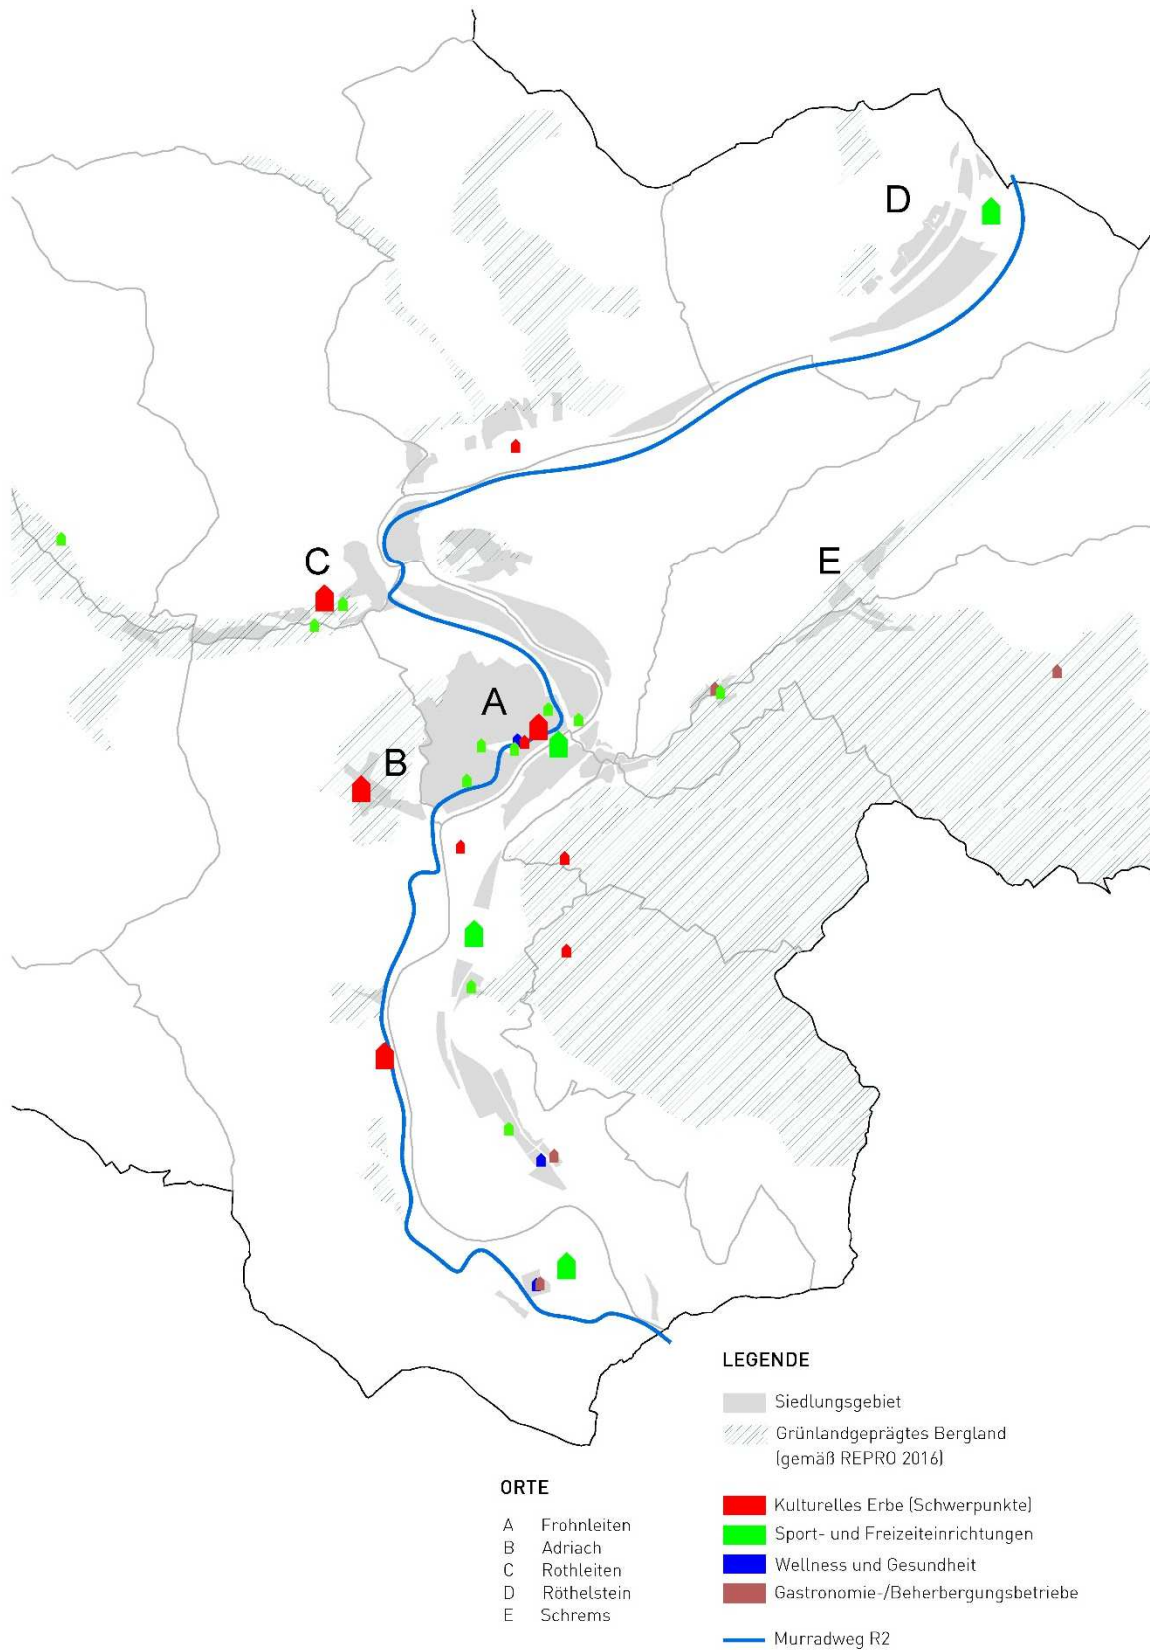 D
C
E
A
B
LEGENDE
Siedlungsgebiet
Grünlandgeprägtes Bergland
(gemäß REPRO 2016)
ORTE
A Frohnleiten
B Adriach
C Rothleiten
D Röthelstein
E Schrems
Kulturelles Erbe (Schwerpunkte)
Sport- und Freizeiteinrichtungen
Wellness und Gesundheit
Gastronomie-/Beherbergungsbetriebe
Murradweg R2